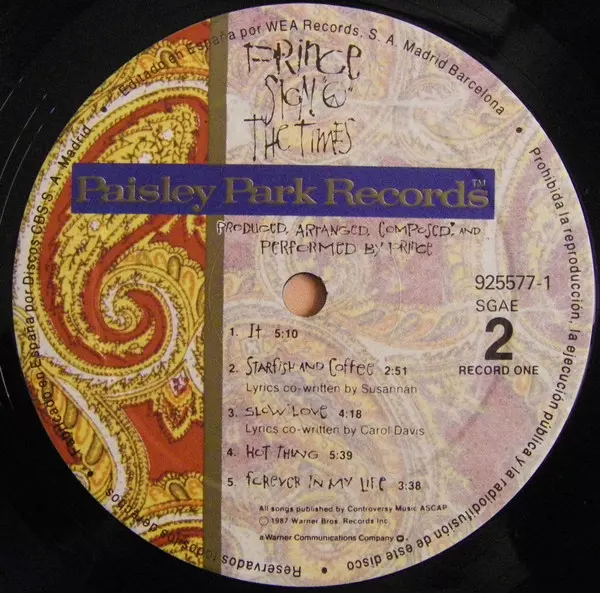 Editado en España por WEA Records, S. A. Madrid Barcelona
Prince
Sign "☮"
The Times
Paisley Park Records™
Produced, Arranged, Composed, and
Performed by Prince
925577-1
SGAE
2
RECORD ONE
1. It 5:10
2. Starfish and Coffee 2:51
Lyrics co-written by Susannah
3. Slow Love 4:18
Lyrics co-written by Carol Davis
4. Hot Thing 5:39
5. Forever in My Life 3:38
All songs published by Controversy Music ASCAP
© 1987 Warner Bros. Records Inc.
a Warner Communications Company
Prohibida la reproducción, la ejecución pública y la radiodifusión de este disco
Reservados todos
Fabricado en España por Discos CBS S. A. Madrid